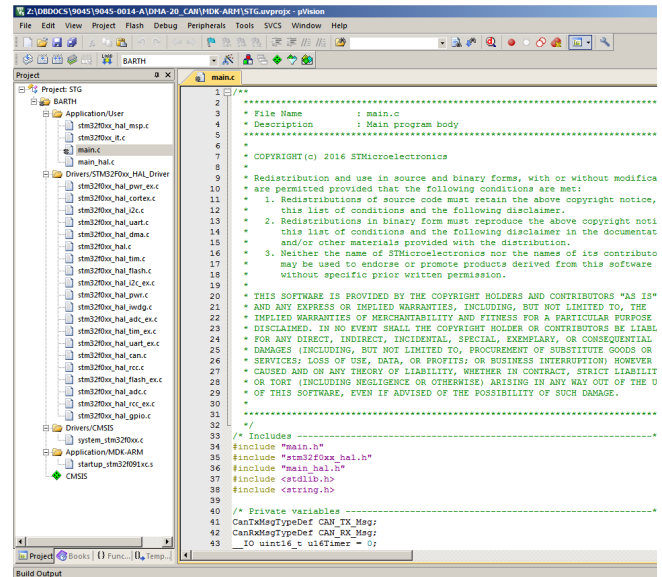 Z:\DBDOCS\9045\9045-0014-A\DMA-20_CAN\MDK-ARM\STG.uvprojx - µVision
File Edit View Project Flash Debug Peripherals Tools SVCS Window Help
BARTH
Project
Project: STG
BARTH
Application/User
stm32f0xx_hal_msp.c
stm32f0xx_it.c
main.c
main_hal.c
Drivers/STM32F0xx_HAL_Driver
stm32f0xx_hal_pwr_ex.c
stm32f0xx_hal_cortex.c
stm32f0xx_hal_i2c.c
stm32f0xx_hal_uart.c
stm32f0xx_hal_dma.c
stm32f0xx_hal.c
stm32f0xx_hal_tim.c
stm32f0xx_hal_flash.c
stm32f0xx_hal_i2c_ex.c
stm32f0xx_hal_pwr.c
stm32f0xx_hal_iwdg.c
stm32f0xx_hal_adc_ex.c
stm32f0xx_hal_tim_ex.c
stm32f0xx_hal_uart_ex.c
stm32f0xx_hal_can.c
stm32f0xx_hal_rcc.c
stm32f0xx_hal_flash_ex.c
stm32f0xx_hal_adc.c
stm32f0xx_hal_rcc_ex.c
stm32f0xx_hal_gpio.c
Drivers/CMSIS
system_stm32f0xx.c
Application/MDK-ARM
startup_stm32f091xc.s
CMSIS
Project Books {} Func... Temp...
Build Output
main.c
1 /**
2 ******************************************************************
3 * File Name : main.c
4 * Description : Main program body
5 ******************************************************************
6 *
7 * COPYRIGHT(c) 2016 STMicroelectronics
8 *
9 * Redistribution and use in source and binary forms, with or without modifica
10 * are permitted provided that the following conditions are met:
11 * 1. Redistributions of source code must retain the above copyright notice,
12 * this list of conditions and the following disclaimer.
13 * 2. Redistributions in binary form must reproduce the above copyright noti
14 * this list of conditions and the following disclaimer in the documentat
15 * and/or other materials provided with the distribution.
16 * 3. Neither the name of STMicroelectronics nor the names of its contributo
17 * may be used to endorse or promote products derived from this software
18 * without specific prior written permission.
19 *
20 * THIS SOFTWARE IS PROVIDED BY THE COPYRIGHT HOLDERS AND CONTRIBUTORS "AS IS"
21 * AND ANY EXPRESS OR IMPLIED WARRANTIES, INCLUDING, BUT NOT LIMITED TO, THE
22 * IMPLIED WARRANTIES OF MERCHANTABILITY AND FITNESS FOR A PARTICULAR PURPOSE
23 * DISCLAIMED. IN NO EVENT SHALL THE COPYRIGHT HOLDER OR CONTRIBUTORS BE LIABL
24 * FOR ANY DIRECT, INDIRECT, INCIDENTAL, SPECIAL, EXEMPLARY, OR CONSEQUENTIAL
25 * DAMAGES (INCLUDING, BUT NOT LIMITED TO, PROCUREMENT OF SUBSTITUTE GOODS OR
26 * SERVICES; LOSS OF USE, DATA, OR PROFITS; OR BUSINESS INTERRUPTION) HOWEVER
27 * CAUSED AND ON ANY THEORY OF LIABILITY, WHETHER IN CONTRACT, STRICT LIABILIT
28 * OR TORT (INCLUDING NEGLIGENCE OR OTHERWISE) ARISING IN ANY WAY OUT OF THE U
29 * OF THIS SOFTWARE, EVEN IF ADVISED OF THE POSSIBILITY OF SUCH DAMAGE.
30 *
31 ******************************************************************
32 */
33 /* Includes ---------------------------------------------------------*
34 #include "main.h"
35 #include "stm32f0xx_hal.h"
36 #include "main_hal.h"
37 #include <stdlib.h>
38 #include <string.h>
39
40 /* Private variables ------------------------------------------------*
41 CanTxMsgTypeDef CAN_TX_Msg;
42 CanRxMsgTypeDef CAN_RX_Msg;
43 __IO uint16_t u16Timer = 0;